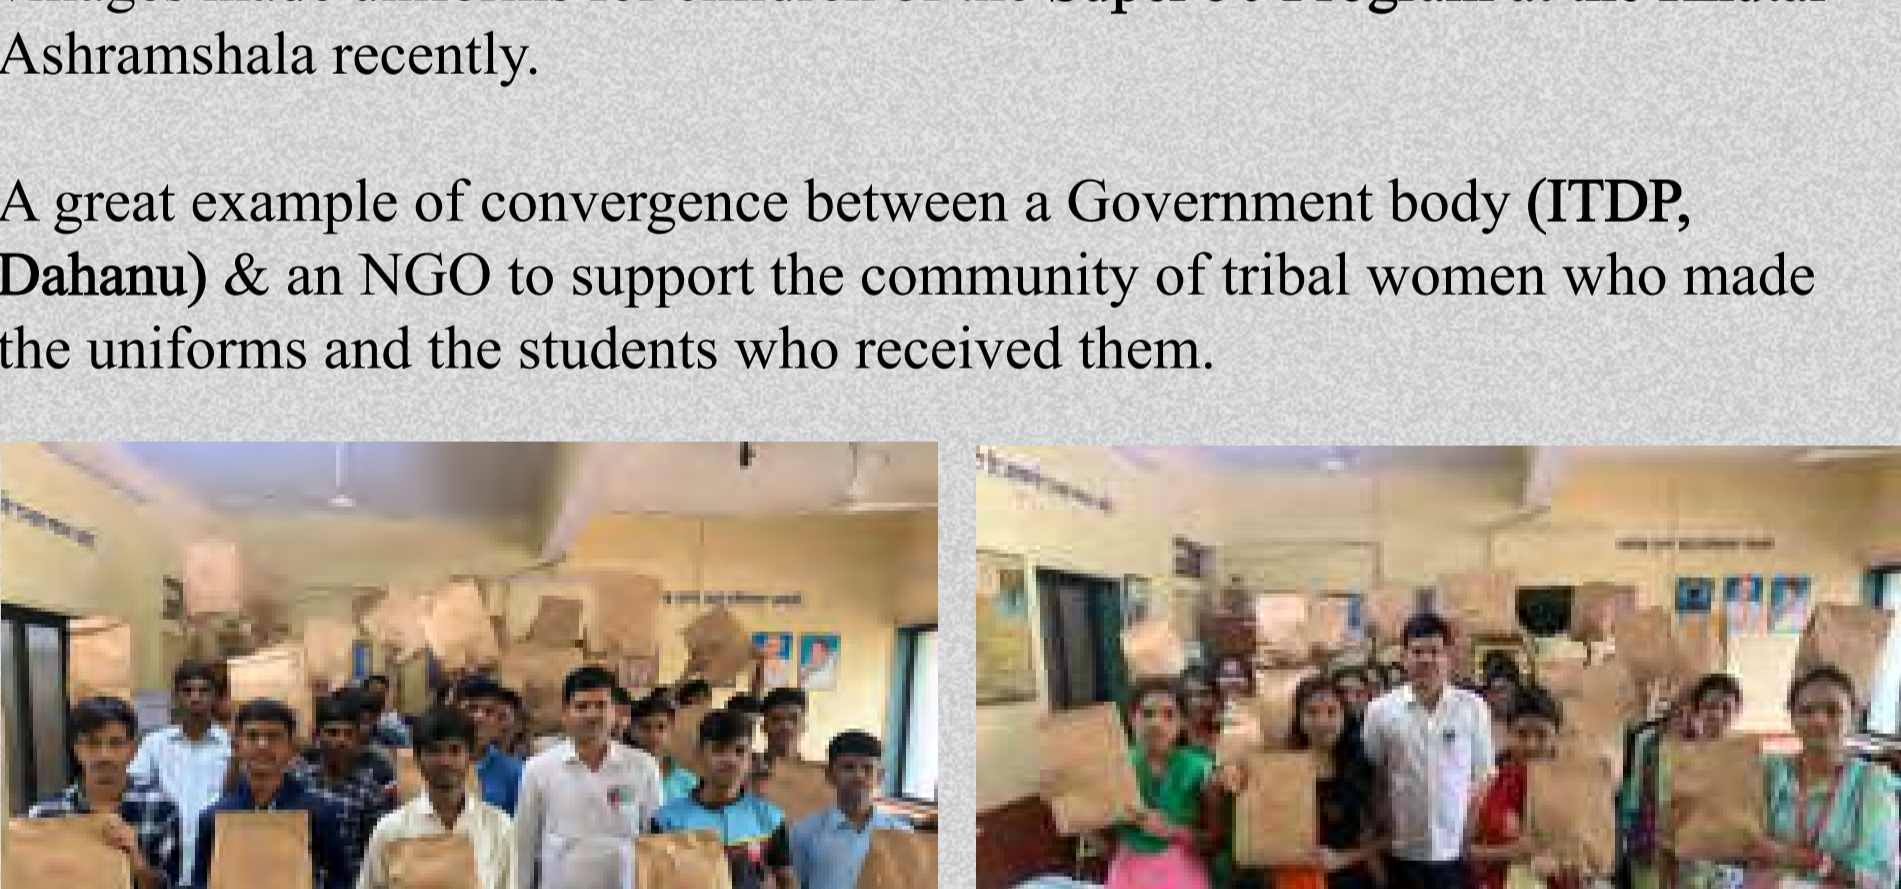 Ashramshala recently.
A great example of convergence between a Government body (ITDP,
Dahanu) & an NGO to support the community of tribal women who made
the uniforms and the students who received them.